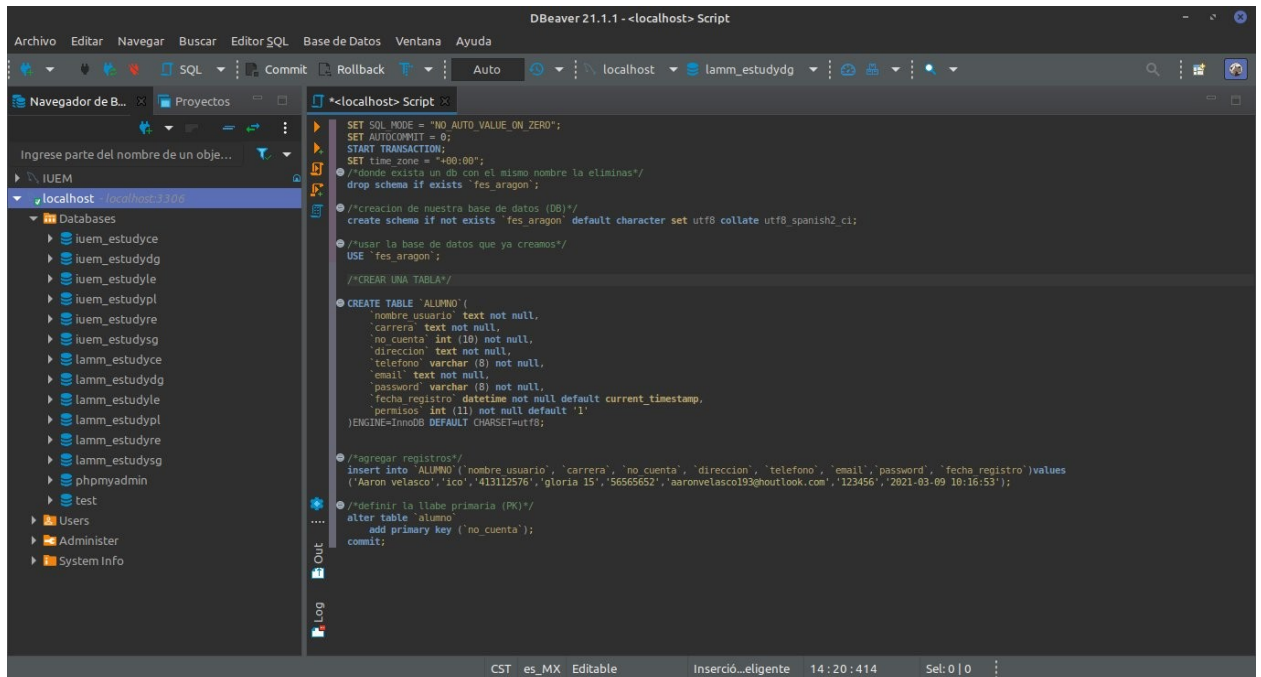 DBeaver 21.1.1 - <localhost> Script
Archivo Editar Navegar Buscar Editor SQL Base de Datos Ventana Ayuda
SQL Commit Rollback Auto localhost lamm_estudydg
Navegador de B... Proyectos
*<localhost> Script
Ingrese parte del nombre de un obje...
IUEM
localhost - localhost:3306
Databases
iuem_estudyce
iuem_estudydg
iuem_estudyle
iuem_estudypl
iuem_estudyre
iuem_estudysg
lamm_estudyce
lamm_estudydg
lamm_estudyle
lamm_estudypl
lamm_estudyre
lamm_estudysg
phpmyadmin
test
Users
Administer
System Info
SET SQL_MODE = "NO_AUTO_VALUE_ON_ZERO";
SET AUTOCOMMIT = 0;
START TRANSACTION;
SET time_zone = "+00:00";
/*donde exista un db con el mismo nombre la eliminas*/
drop schema if exists `fes_aragon`;
/*creacion de nuestra base de datos (DB)*/
create schema if not exists `fes_aragon` default character set utf8 collate utf8_spanish2_ci;
/*usar la base de datos que ya creamos*/
USE `fes_aragon`;
/*CREAR UNA TABLA*/
CREATE TABLE `ALUMNO`(
`nombre_usuario` text not null,
`carrera` text not null,
`no_cuenta` int (10) not null,
`direccion` text not null,
`telefono` varchar (8) not null,
`email` text not null,
`password` varchar (8) not null,
`fecha_registro` datetime not null default current_timestamp,
`permisos` int (11) not null default '1'
)ENGINE=InnoDB DEFAULT CHARSET=utf8;
/*agregar registros*/
insert into `ALUMNO`(`nombre_usuario`, `carrera`, `no_cuenta`, `direccion`, `telefono`, `email`,`password`, `fecha_registro`)values
('Aaron velasco','ico','413112576','gloria 15','56565652','aaronvelasco193@houtlook.com','123456','2021-03-09 10:16:53');
/*definir la llabe primaria (PK)*/
alter table `alumno`
add primary key (`no_cuenta`);
commit;
Out
Log
CST es_MX Editable Inserció...eligente 14:20:414 Sel: 0 | 0